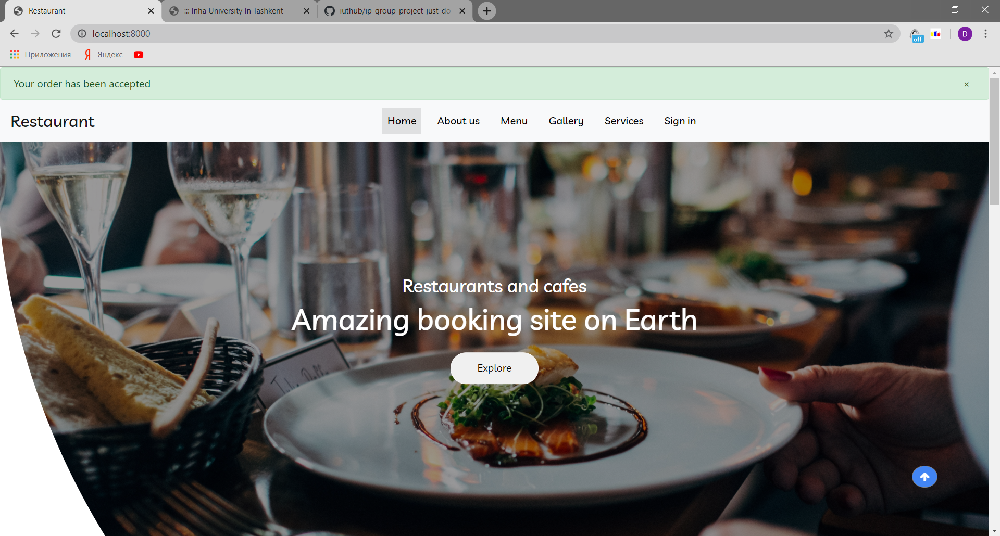 Restaurant
::: Inha University In Tashkent
iuthub/ip-group-project-just-do-
localhost:8000
off
D
Приложения
Я Яндекс
Your order has been accepted
Restaurant
Home About us Menu Gallery Services Sign in
Restaurants and cafes
Amazing booking site on Earth
Explore